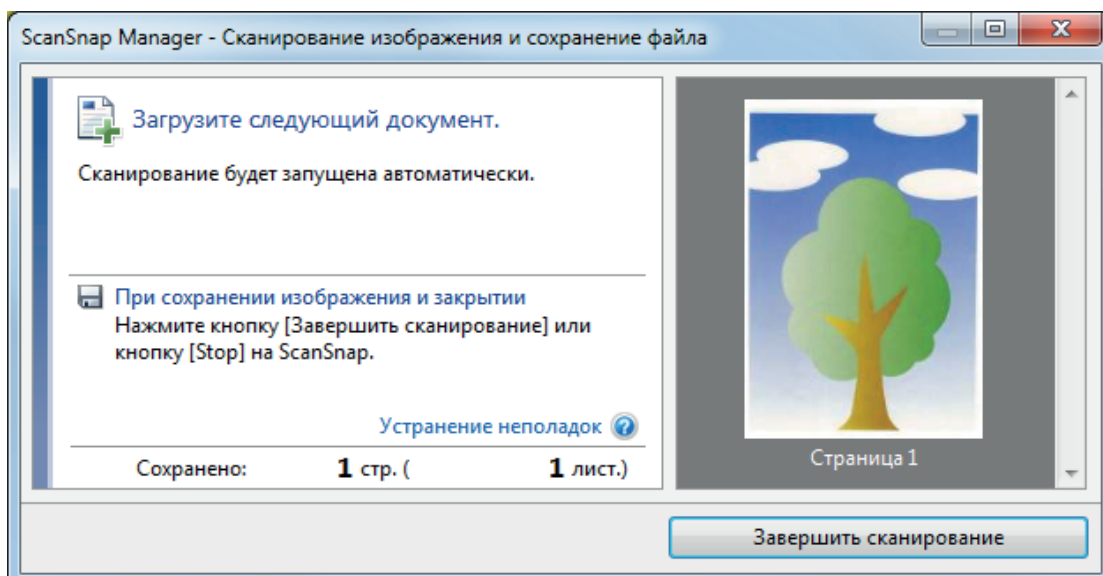 ScanSnap Manager - Сканирование изображения и сохранение файла
Загрузите следующий документ.
Сканирование будет запущена автоматически.
При сохранении изображения и закрытии
Нажмите кнопку [Завершить сканирование] или
кнопку [Stop] на ScanSnap.
Устранение неполадок
Сохранено: 1 стр. ( 1 лист.)
Страница 1
Завершить сканирование